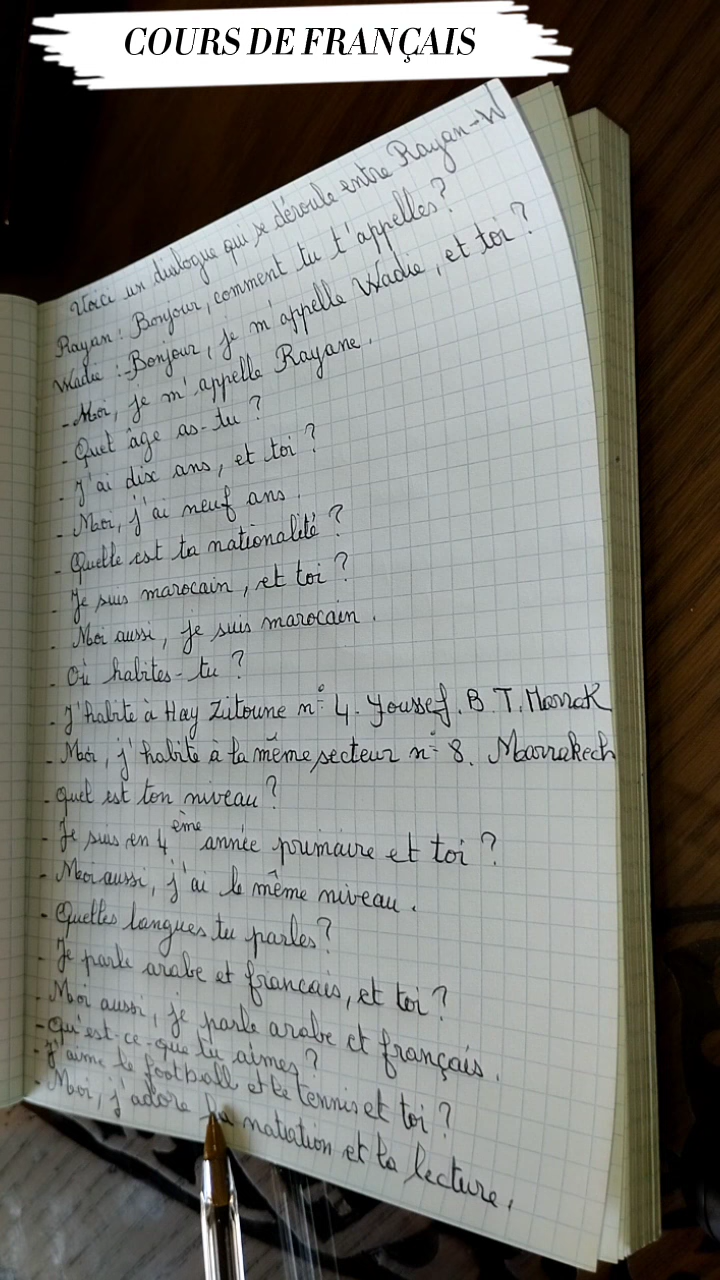 COURS DE FRANÇAIS
Voici un dialogue qui se déroule entre Rayan-W
Rayan : Bonjour, comment tu t'appelles ?
Wadie : Bonjour, je m'appelle Wadie, et toi ?
- Moi, je m'appelle Rayane.
- Quel âge as-tu ?
- J'ai dix ans, et toi ?
- Moi, j'ai neuf ans.
- Quelle est ta nationalité ?
- Je suis marocain, et toi ?
- Moi aussi, je suis marocain.
- Où habites-tu ?
- J'habite à Hay Zitoune n° 4. Youssef. B. T. Marrak
- Moi, j'habite à la même secteur n° 8. Marrakech
- Quel est ton niveau ?
- Je suis en 4ème année primaire et toi ?
- Moi aussi, j'ai le même niveau.
- Quelles langues tu parles ?
- Je parle arabe et francais, et toi ?
- Moi aussi, je parle arabe et français.
- Qu'est-ce-que tu aimes ?
- J'aime le football et le tennis et toi ?
- Moi, j'adore la natation et la lecture.